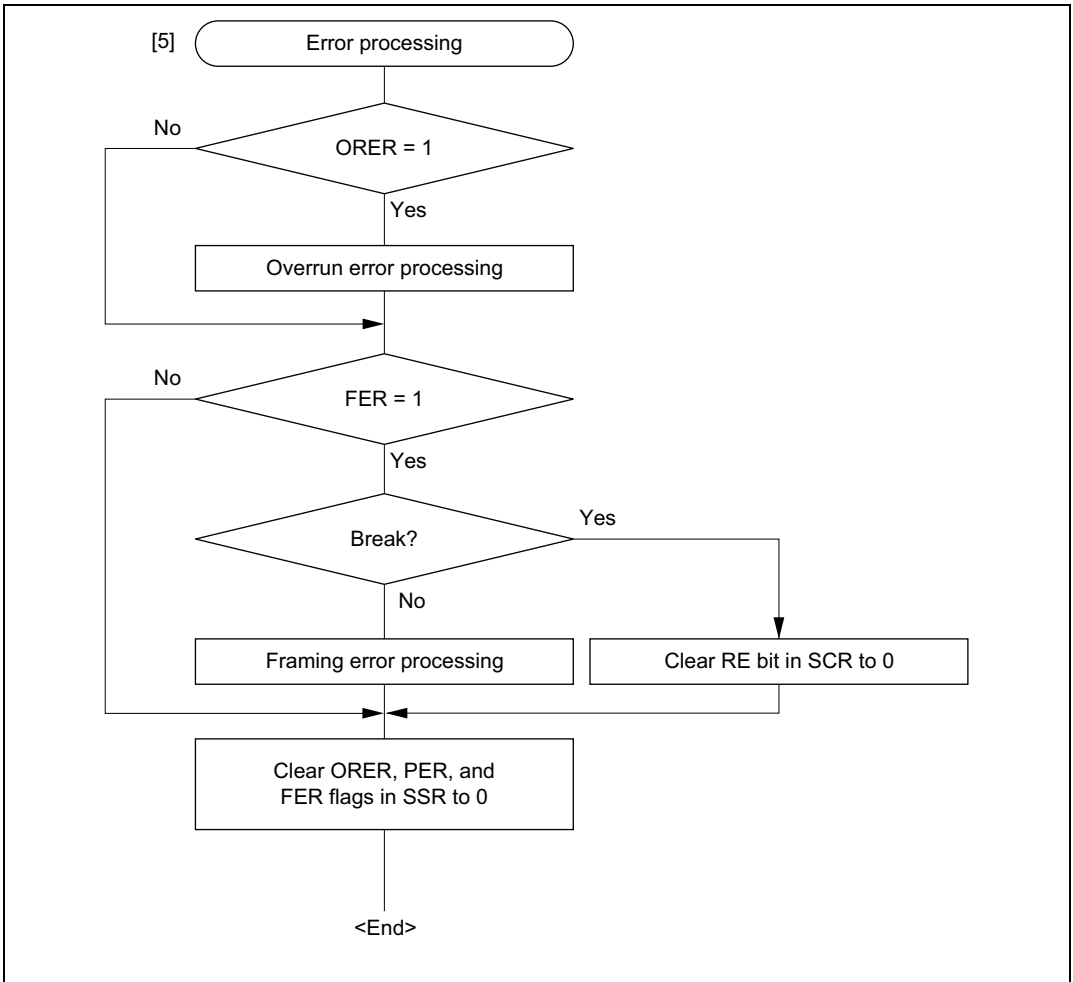 [5] Error processing
No
ORER = 1
Yes
Overrun error processing
No
FER = 1
Yes
Break?
Yes
No
Framing error processing
Clear RE bit in SCR to 0
Clear ORER, PER, and
FER flags in SSR to 0
<End>